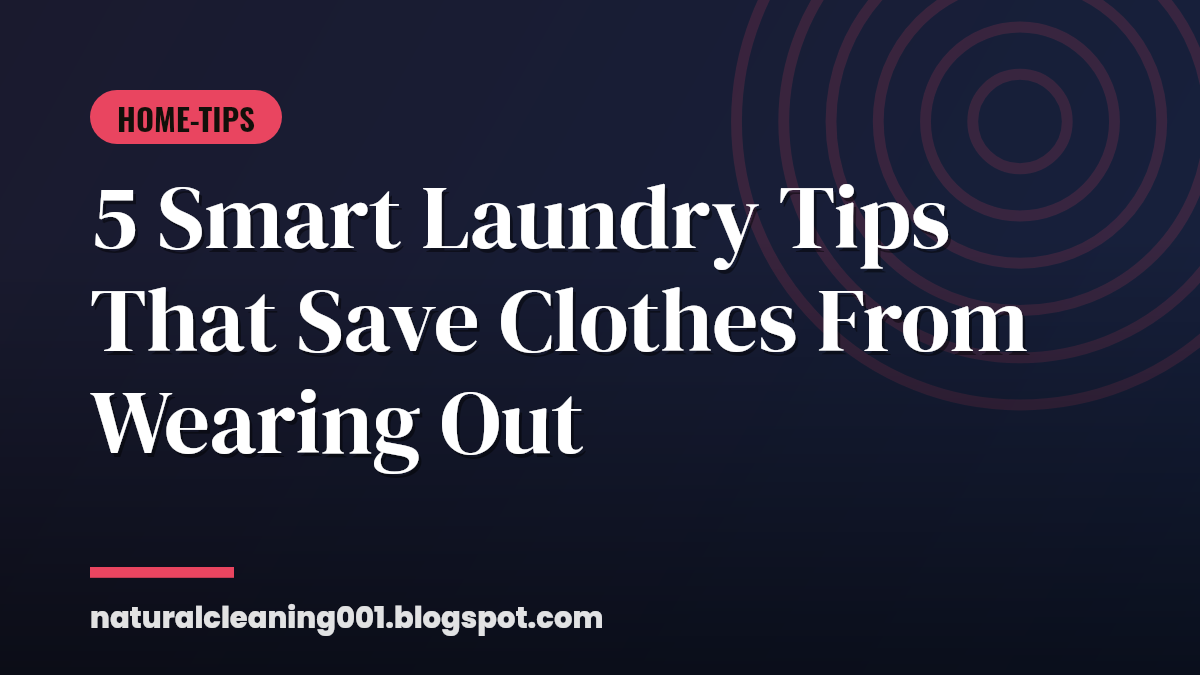 HOME-TIPS
5 Smart Laundry Tips
That Save Clothes From
Wearing Out
naturalcleaning001.blogspot.com